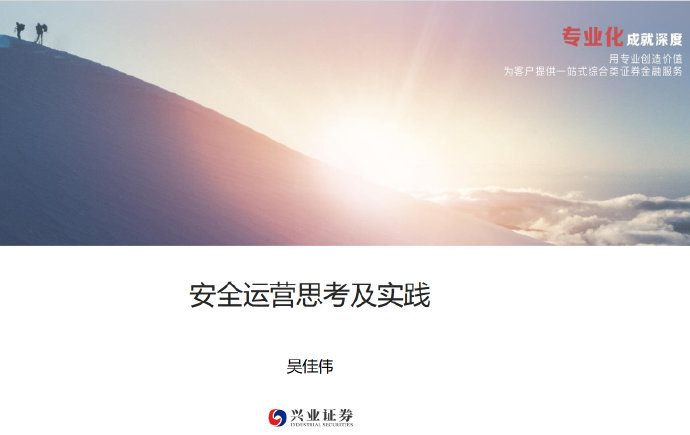 专业化 成就深度
用专业创造价值
为客户提供一站式综合类证券金融服务
安全运营思考及实践
吴佳伟
兴业证券
INDUSTRIAL SECURITIES